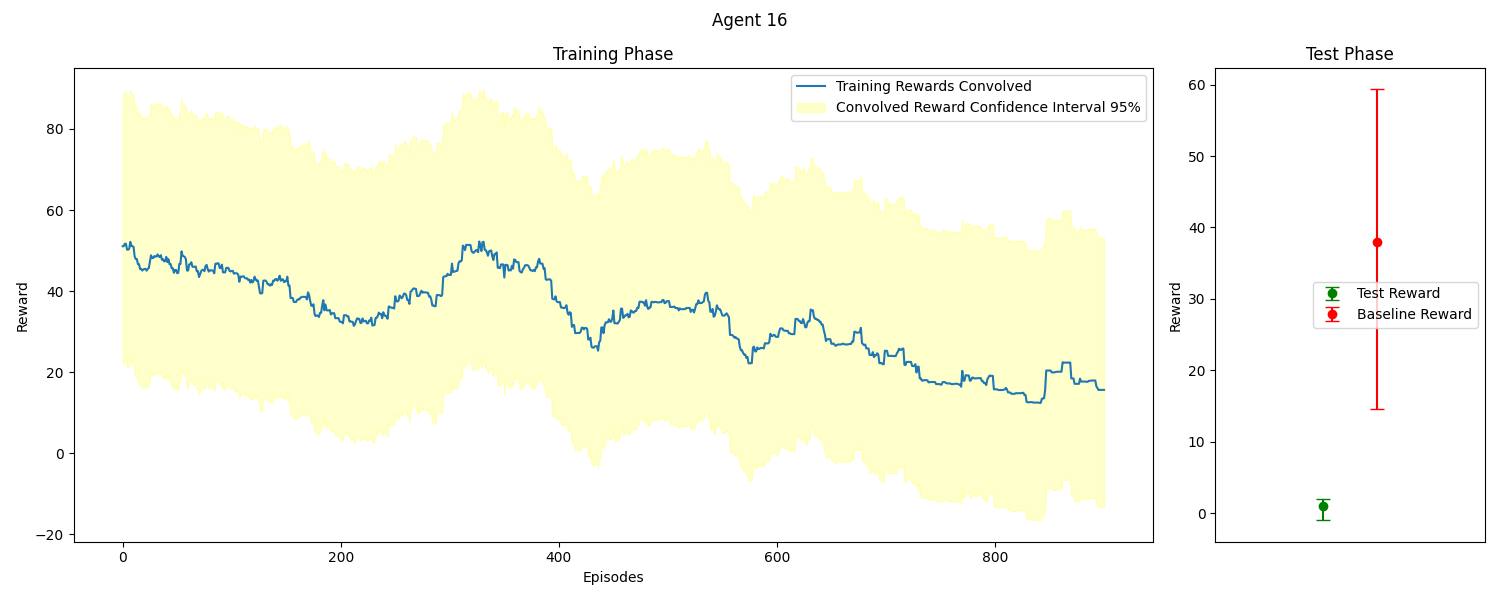 Agent 16
Training Phase
Reward
80
60
40
20
0
−20
0
200
400
600
800
Episodes
Training Rewards Convolved
Convolved Reward Confidence Interval 95%
Test Phase
Reward
60
50
40
30
20
10
0
Test Reward
Baseline Reward